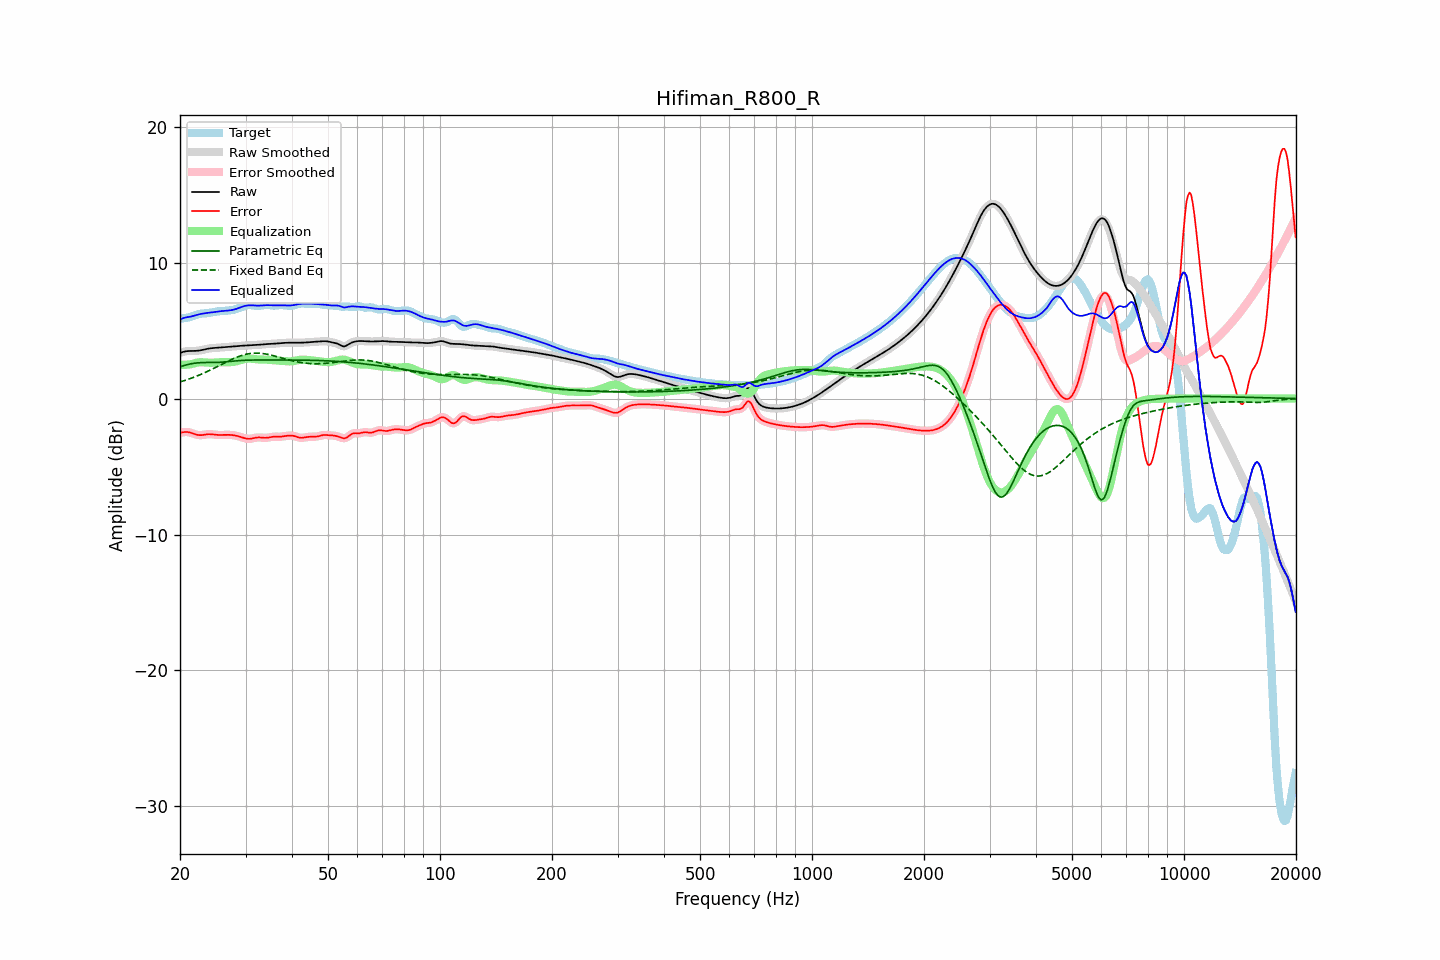 Hifiman_R800_R
Target
Raw Smoothed
Error Smoothed
Raw
Error
Equalization
Parametric Eq
Fixed Band Eq
Equalized
20
10
0
−10
−20
−30
Amplitude (dBr)
20 50 100 200 500 1000 2000 5000 10000 20000
Frequency (Hz)